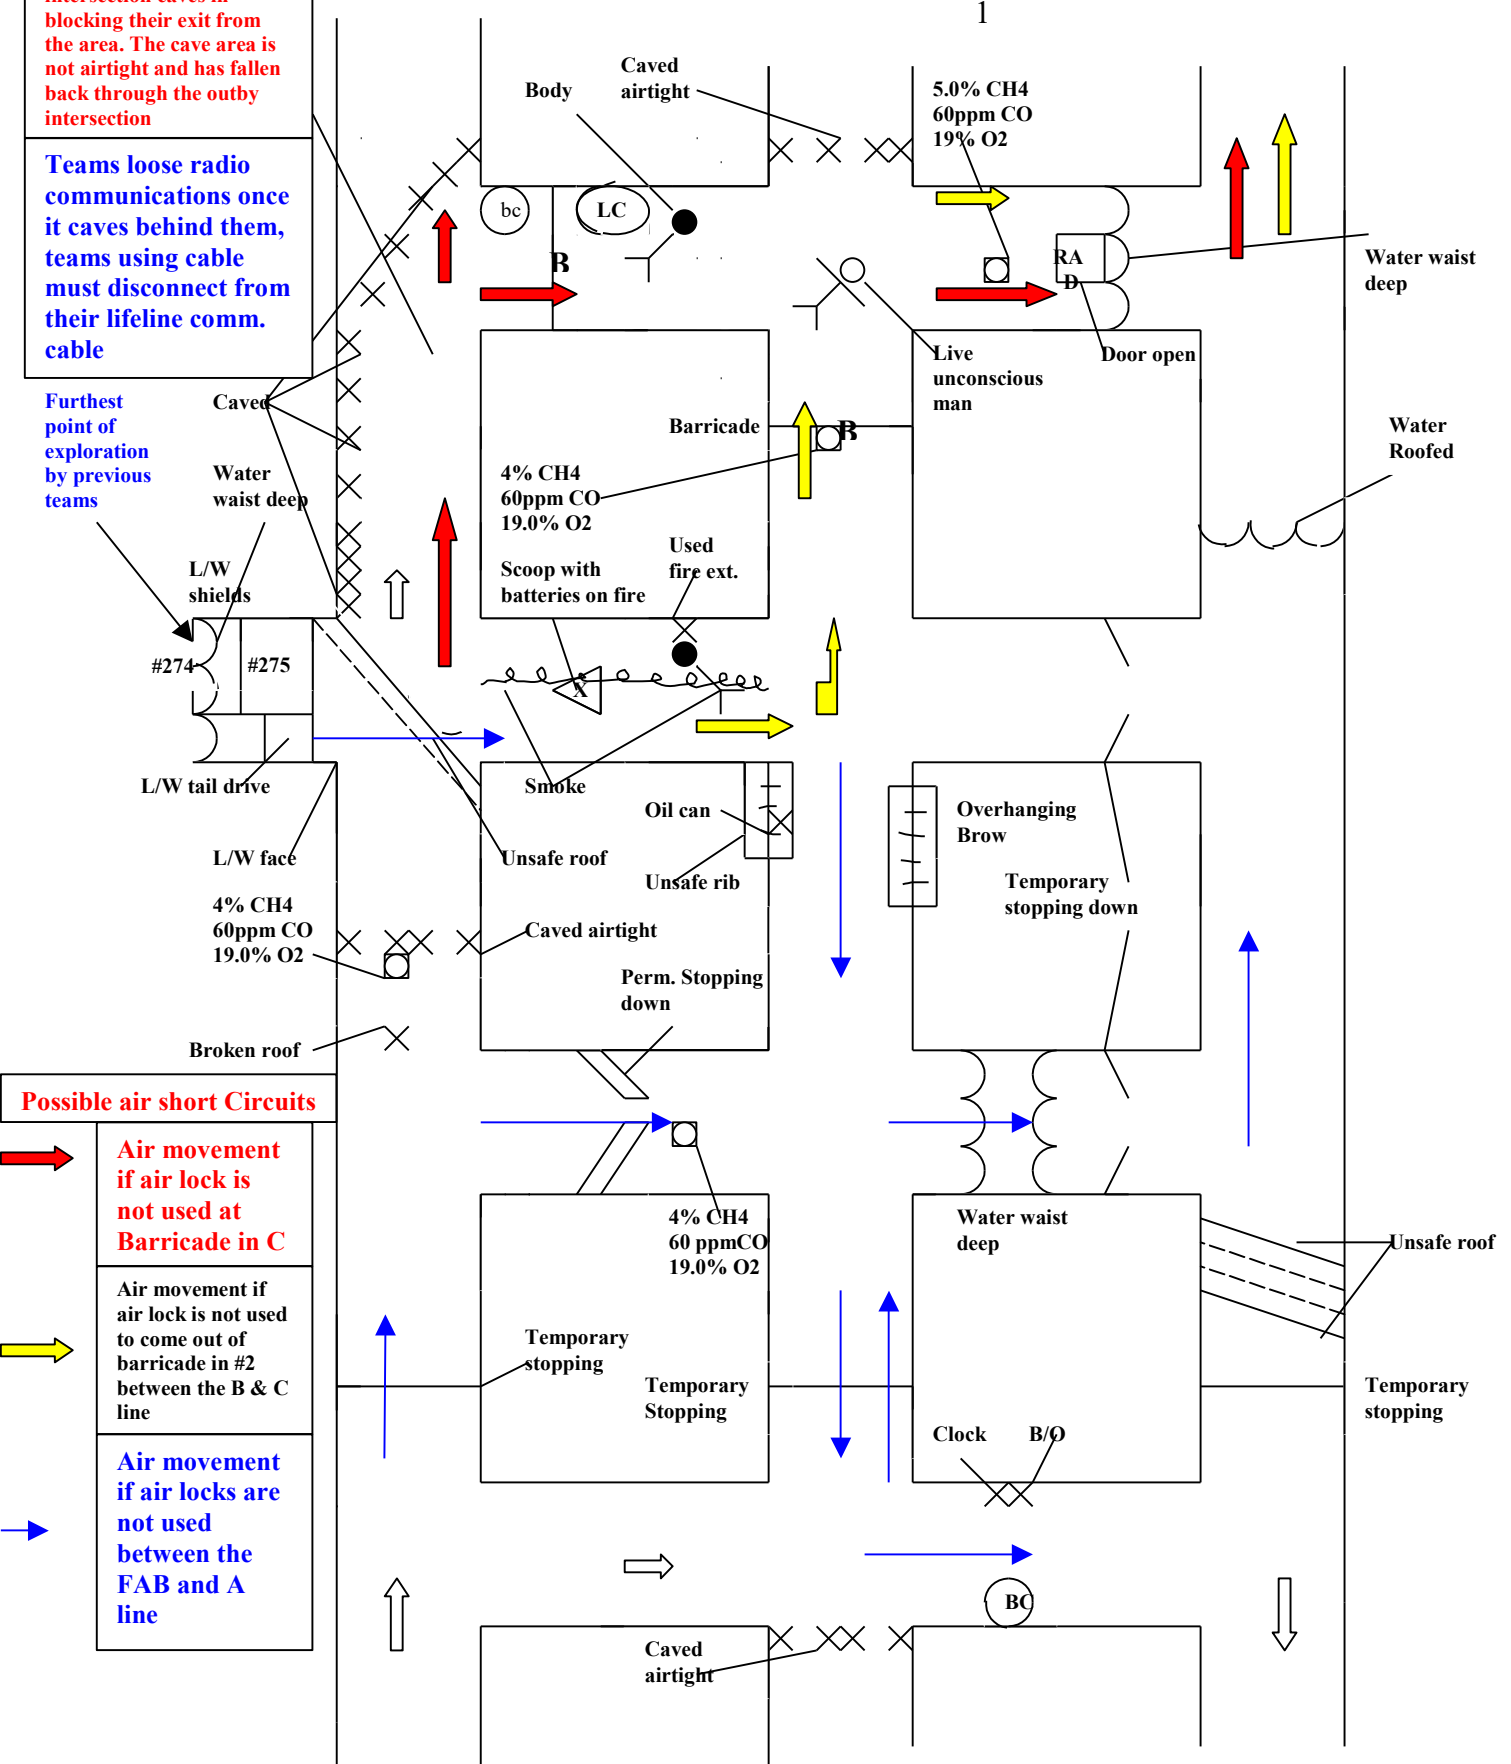 1
blocking their exit from
the area. The cave area is
not airtight and has fallen
back through the outby
intersection
Teams loose radio
communications once
it caves behind them,
teams using cable
must disconnect from
their lifeline comm.
cable
Furthest
point of
exploration
by previous
teams
Caved
Water
waist deep
L/W
shields
#274
#275
L/W tail drive
L/W face
4% CH4
60ppm CO
19.0% O2
Broken roof
Possible air short Circuits
Air movement
if air lock is
not used at
Barricade in C
Air movement if
air lock is not used
to come out of
barricade in #2
between the B & C
line
Air movement
if air locks are
not used
between the
FAB and A
line
Body
Caved
airtight
bc
LC
B
5.0% CH4
60ppm CO
19% O2
RA
D
Water waist
deep
Live
unconscious
man
Door open
Barricade
B
4% CH4
60ppm CO
19.0% O2
Water
Roofed
Used
fire ext.
Scoop with
batteries on fire
X
Smoke
Oil can
Unsafe roof
Unsafe rib
Overhanging
Brow
Temporary
stopping down
Caved airtight
Perm. Stopping
down
4% CH4
60 ppmCO
19.0% O2
Water waist
deep
Unsafe roof
Temporary
stopping
Temporary
Stopping
Temporary
stopping
Clock
B/O
BC
Caved
airtight